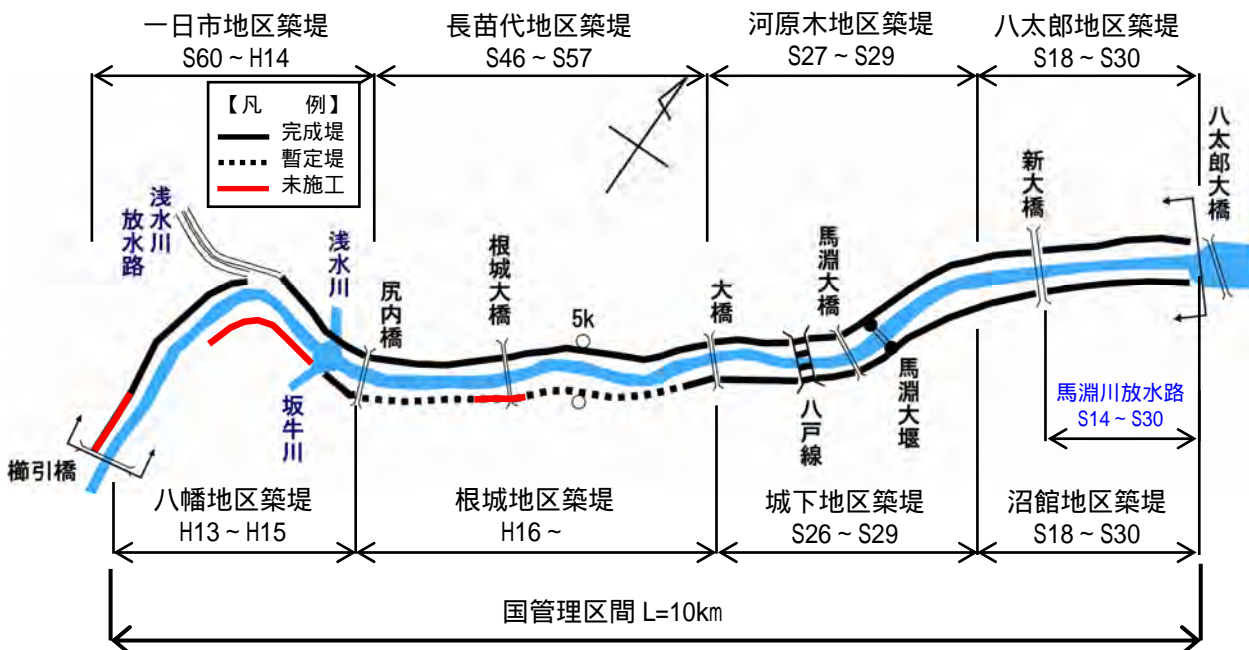 一日市地区築堤
S60～H14
長苗代地区築堤
S46～S57
河原木地区築堤
S27～S29
八太郎地区築堤
S18～S30
【凡 例】
完成堤
暫定堤
未施工
浅水川
放水路
浅水川
尻内橋
根城大橋
5k
大橋
馬淵大橋
新大橋
八太郎大橋
櫛引橋
坂牛川
八戸線
馬淵大堰
馬淵川放水路
S14～S30
八幡地区築堤
H13～H15
根城地区築堤
H16～
城下地区築堤
S26～S29
沼館地区築堤
S18～S30
国管理区間 L=10km